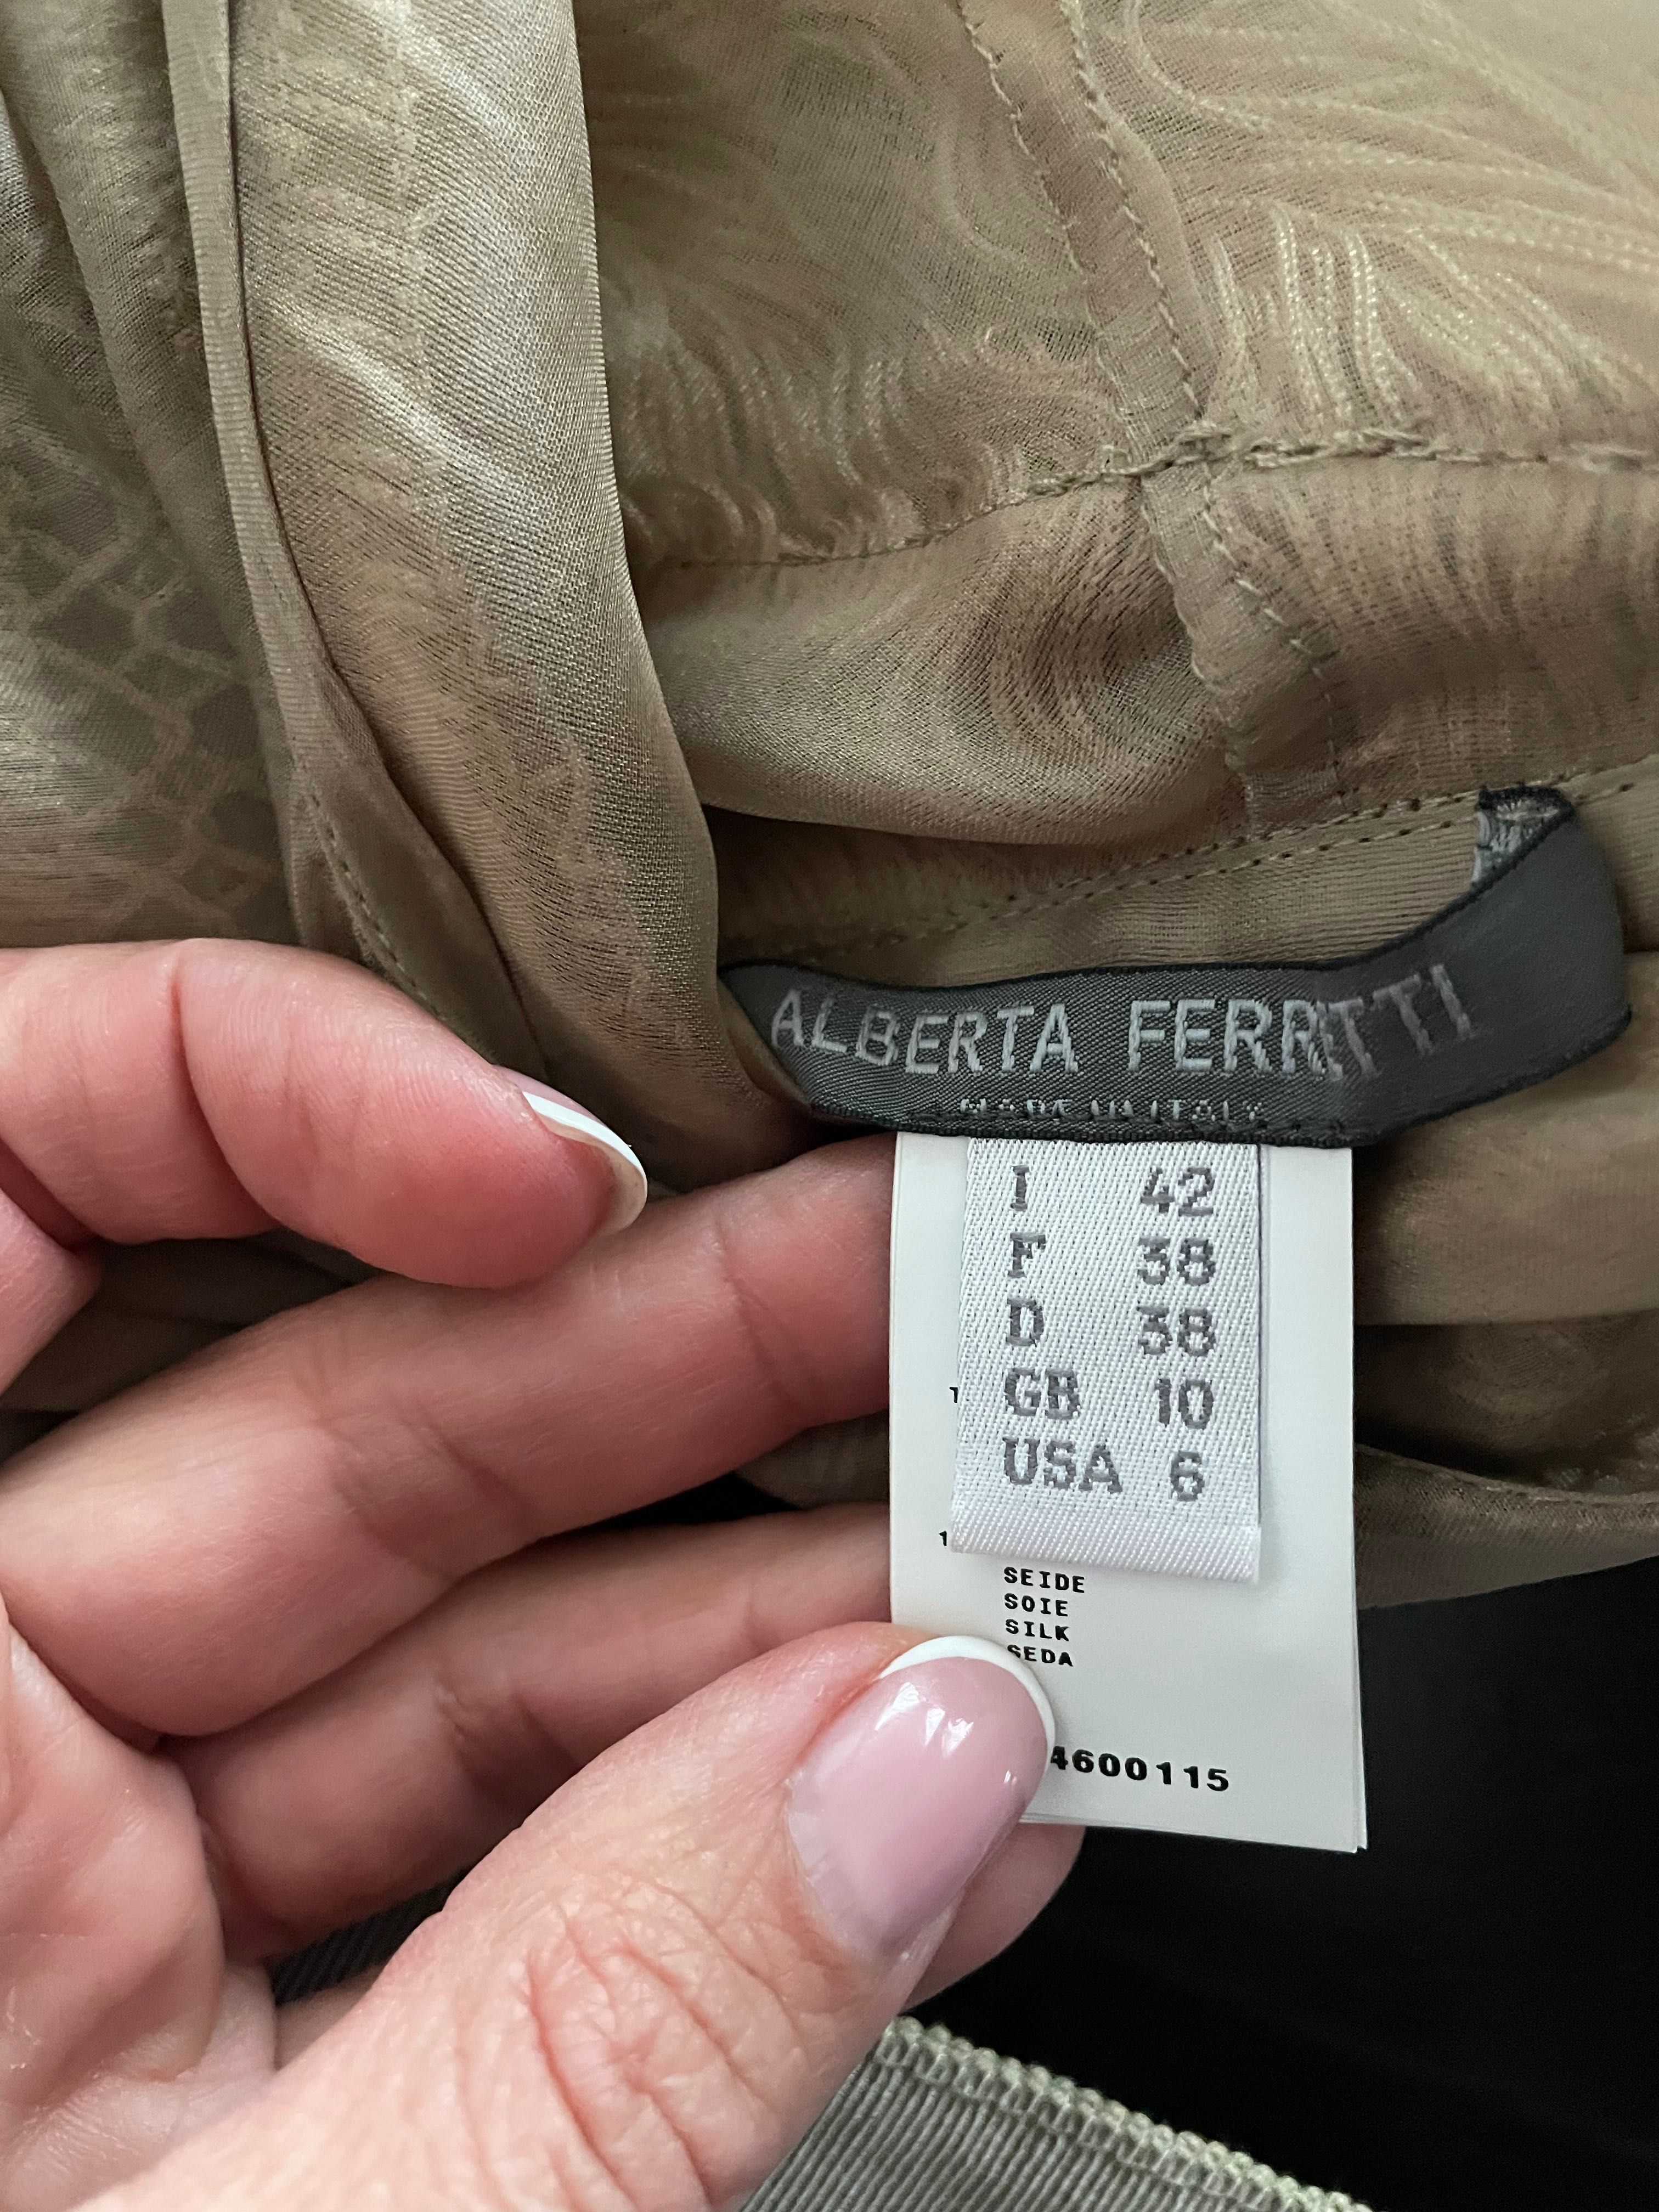 ALBERTA FERRETTI
MADE IN ITALY
I 42
F 38
D 38
GB 10
USA 6
SEIDE
SOIE
SILK
SEDA
4600115